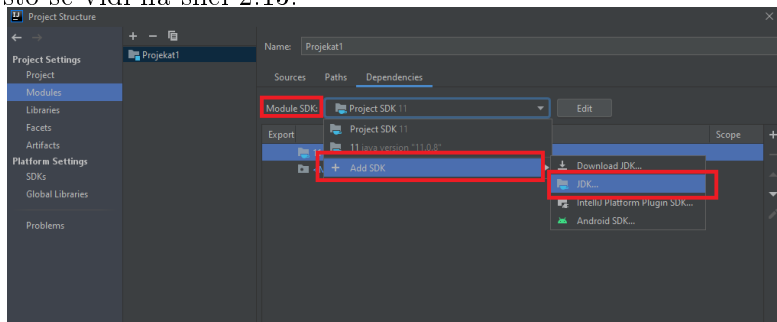 što se vidi na slici 2.15.
Project Structure
Project Settings
Project
Modules
Libraries
Facets
Artifacts
Platform Settings
SDKs
Global Libraries
Problems
Projekat1
Name: Projekat1
Sources Paths Dependencies
Module SDK: Project SDK 11 Edit
Export Scope
Project SDK 11
11 java version "11.0.8"
Add SDK
Download JDK...
JDK...
IntelliJ Platform Plugin SDK...
Android SDK...